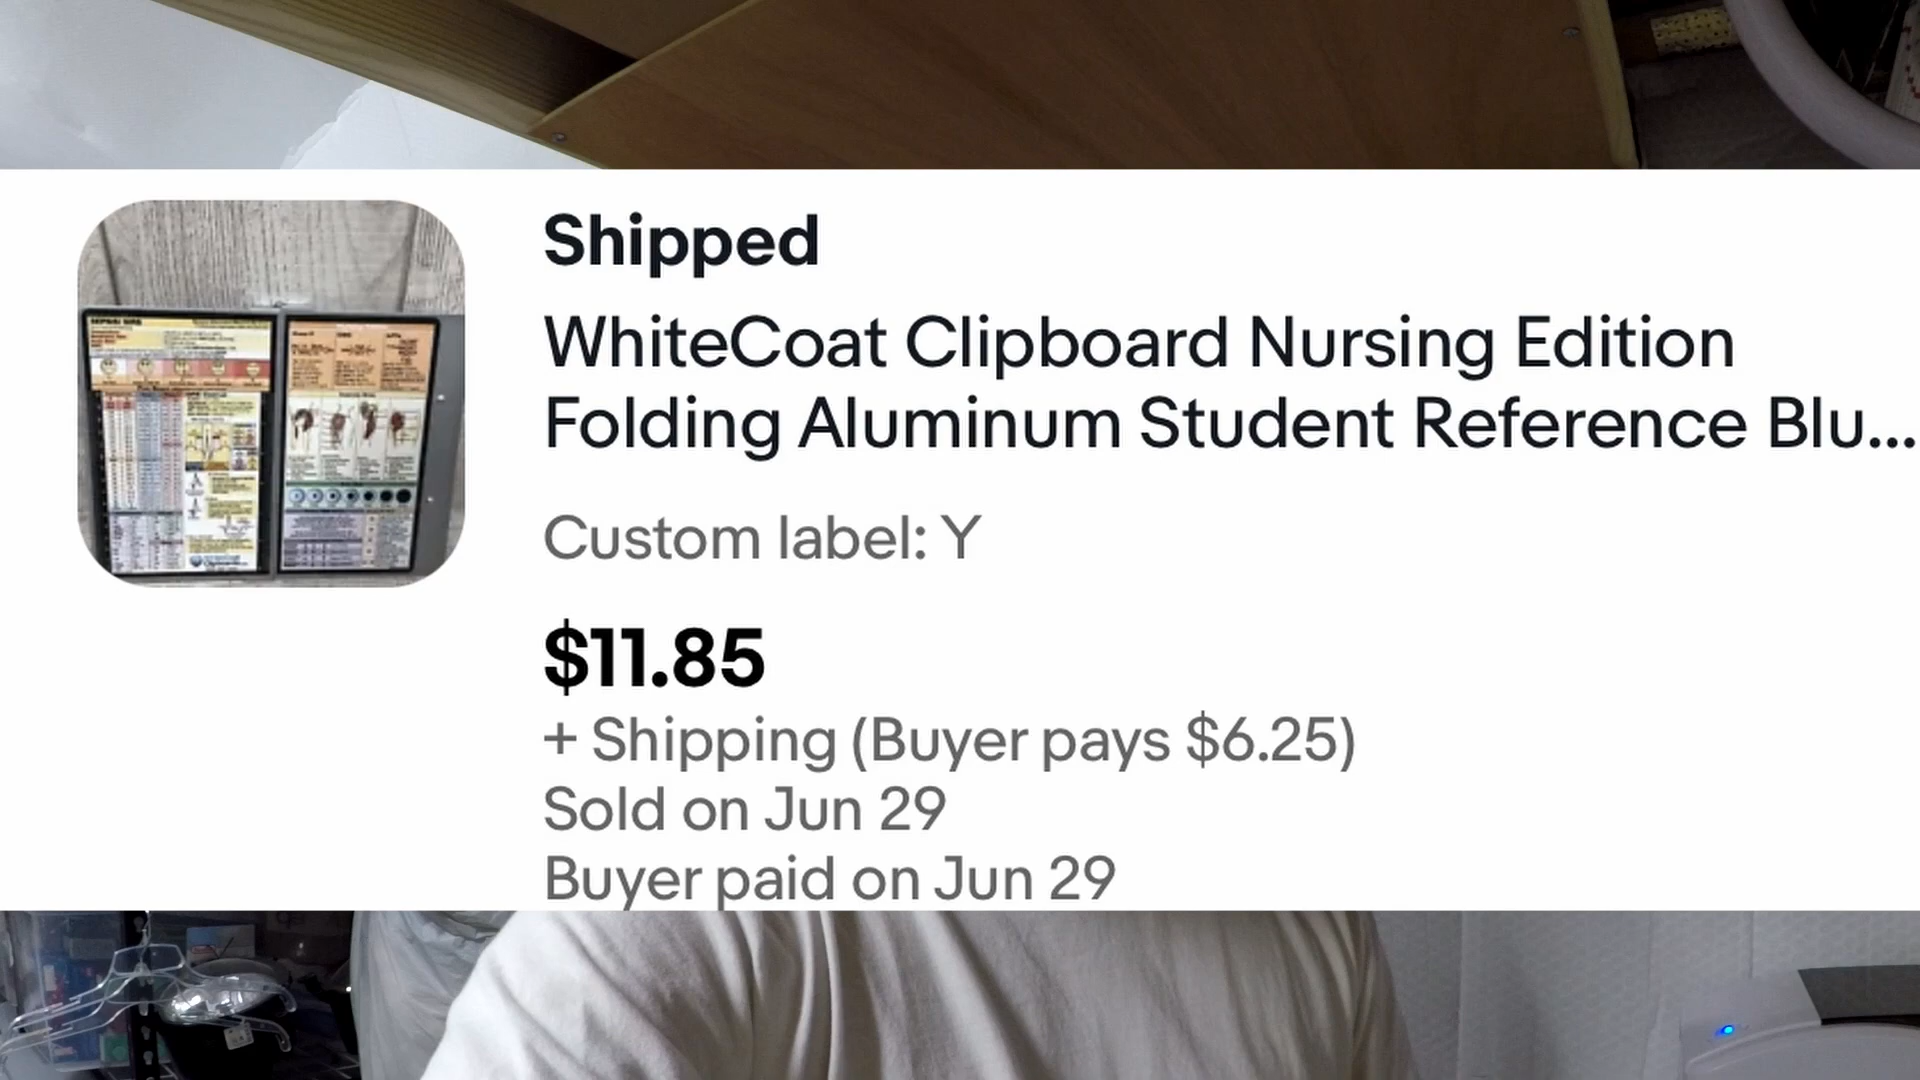 Shipped
WhiteCoat Clipboard Nursing Edition
Folding Aluminum Student Reference Blu...
Custom label: Y
$11.85
+ Shipping (Buyer pays $6.25)
Sold on Jun 29
Buyer paid on Jun 29